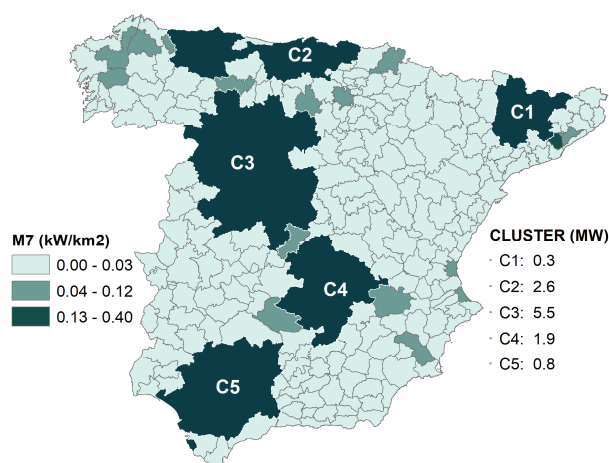 C2
C1
C3
C4
C5
M7 (kW/km2)
0.00 - 0.03
0.04 - 0.12
0.13 - 0.40
CLUSTER (MW)
C1: 0.3
C2: 2.6
C3: 5.5
C4: 1.9
C5: 0.8